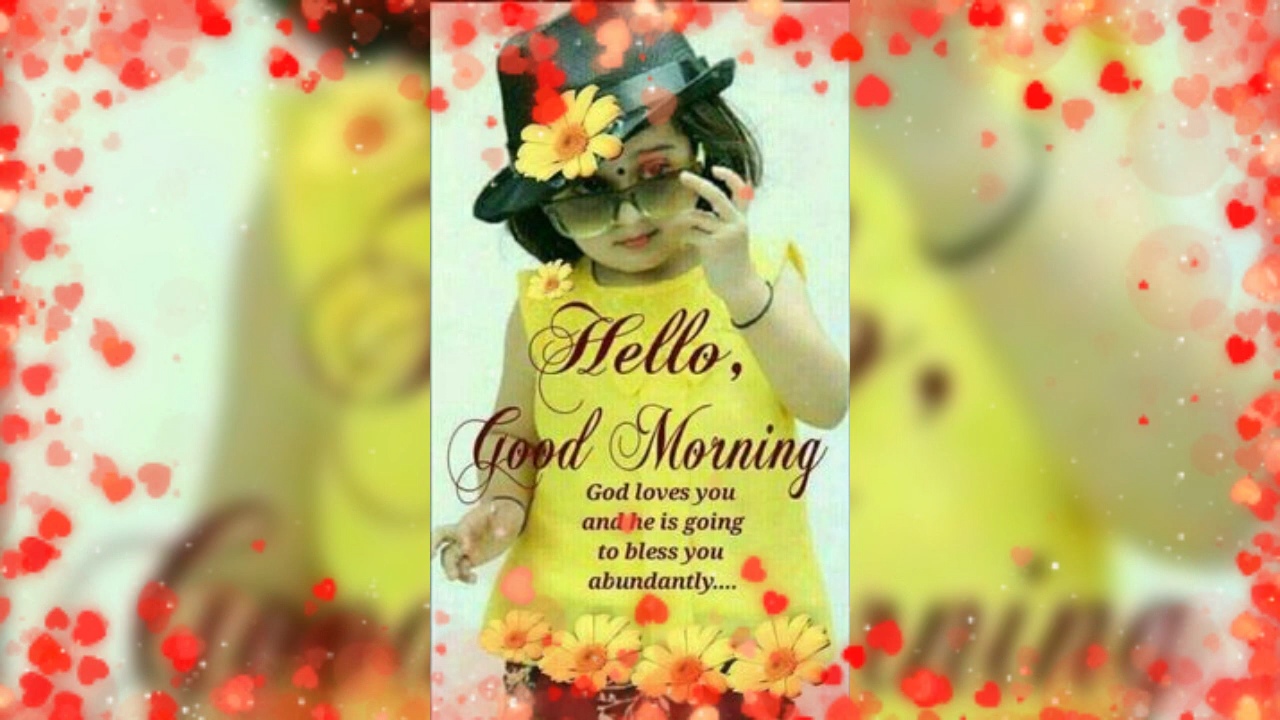 Hello,
Good Morning
God loves you
and he is going
to bless you
abundantly....